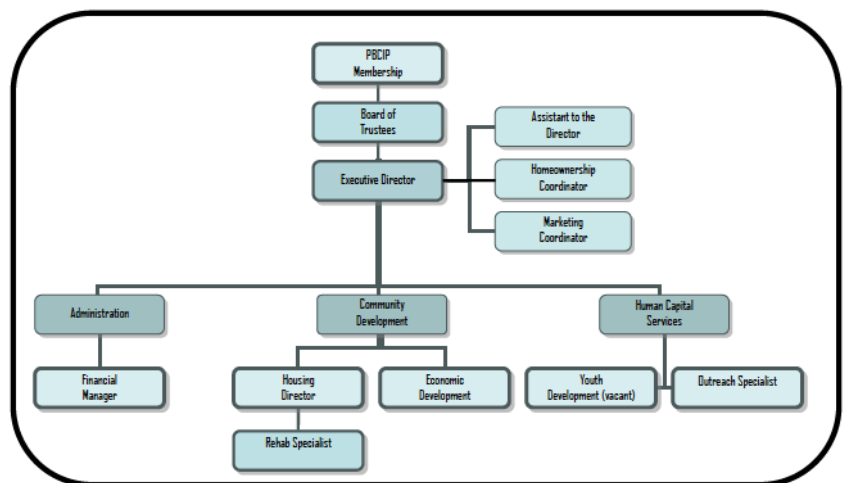 PBCIP
Membership
Board of
Trustees
Assistant to the
Director
Executive Director
Homeownership
Coordinator
Marketing
Coordinator
Administration
Community
Development
Human Capital
Services
Financial
Manager
Housing
Director
Economic
Development
Youth
Development (vacant)
Outreach Specialist
Rehab Specialist